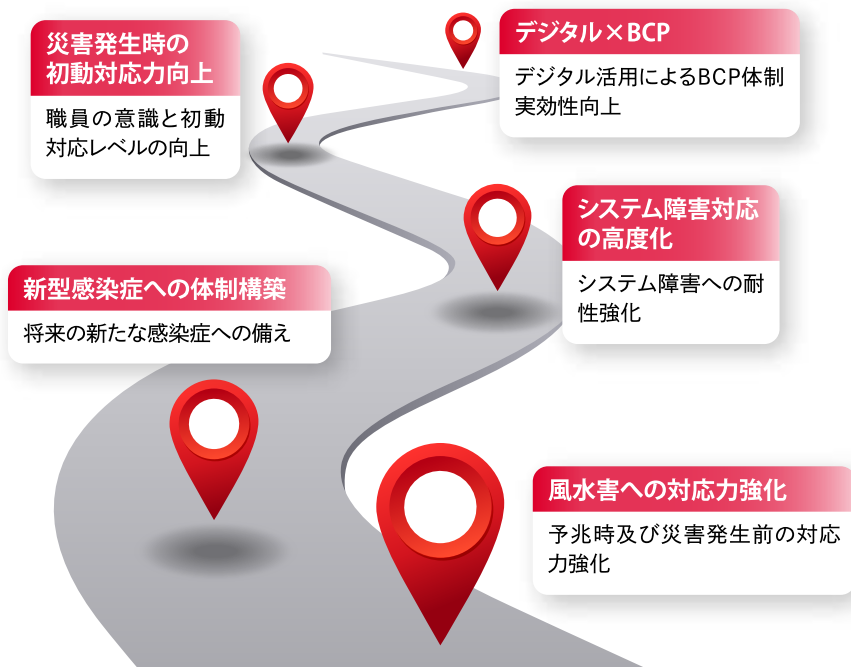 災害発生時の
初動対応力向上
職員の意識と初動
対応レベルの向上
デジタル×BCP
デジタル活用によるBCP体制
実効性向上
システム障害対応
の高度化
システム障害への耐
性強化
新型感染症への体制構築
将来の新たな感染症への備え
風水害への対応力強化
予兆時及び災害発生前の対応
力強化